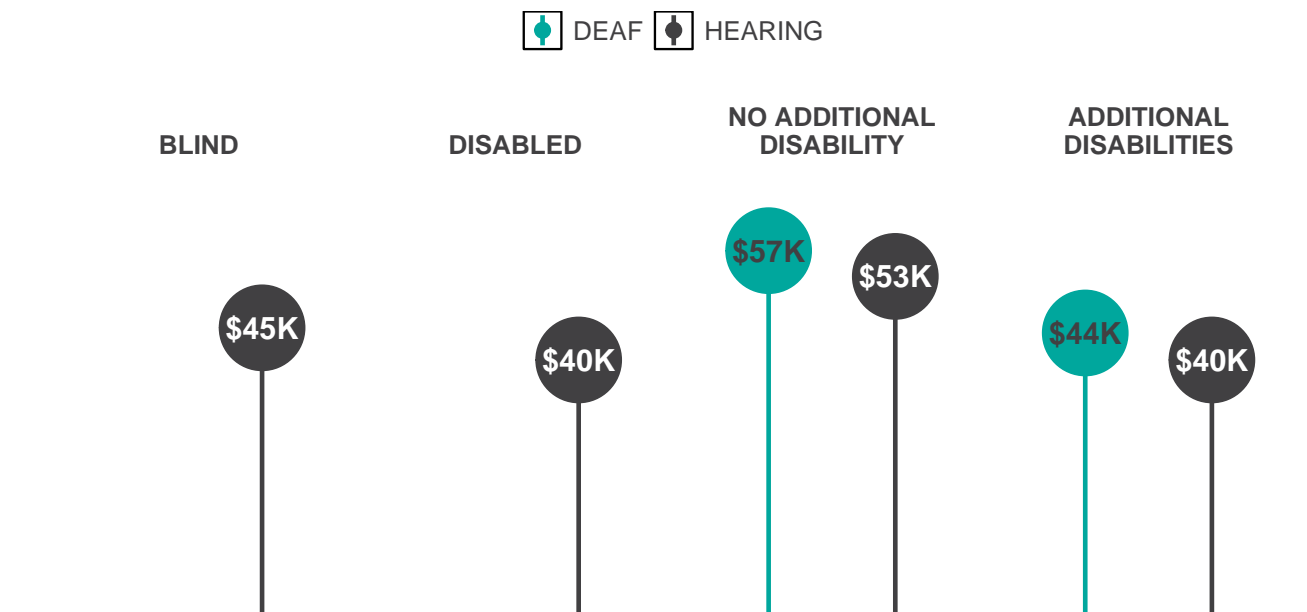 DEAF HEARING
BLIND
DISABLED
NO ADDITIONAL
DISABILITY
ADDITIONAL
DISABILITIES
$45K
$40K
$57K
$53K
$44K
$40K